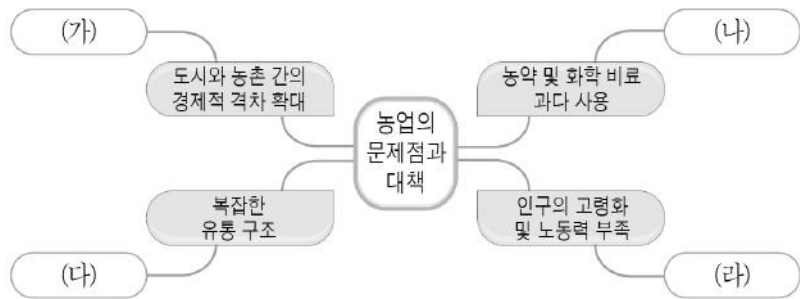 (가)
(나)
도시와 농촌 간의
경제적 격차 확대
농약 및 화학 비료
과다 사용
농업의
문제점과
대책
복잡한
유통 구조
인구의 고령화
및 노동력 부족
(다)
(라)